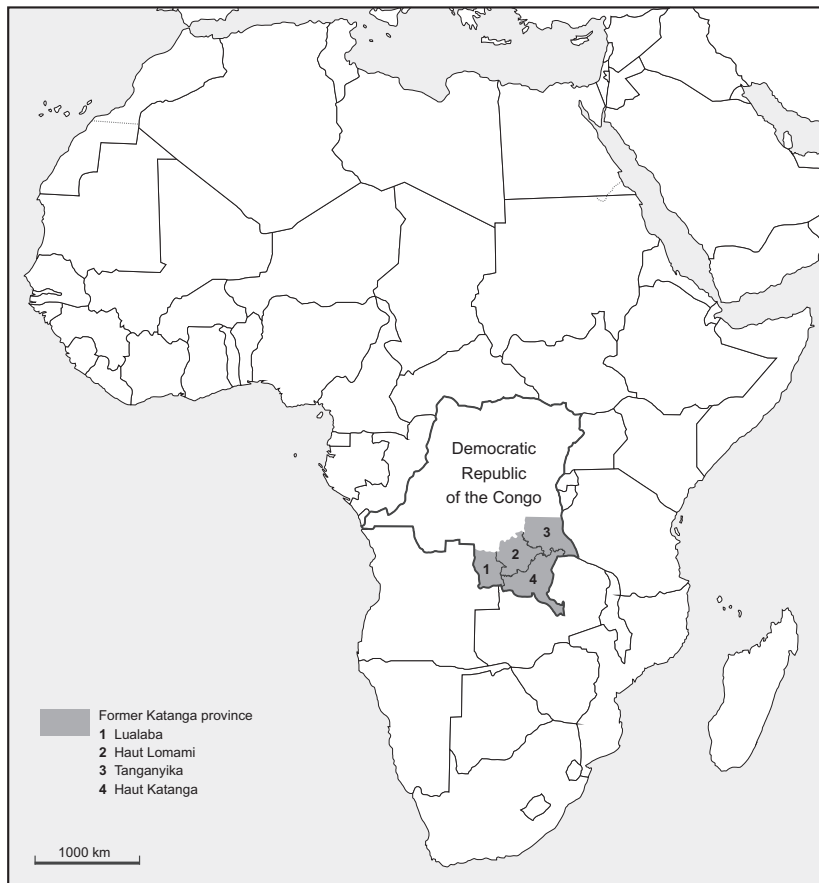 Democratic
Republic
of the Congo
3
2
1
4
Former Katanga province
1 Lualaba
2 Haut Lomami
3 Tanganyika
4 Haut Katanga
1000 km